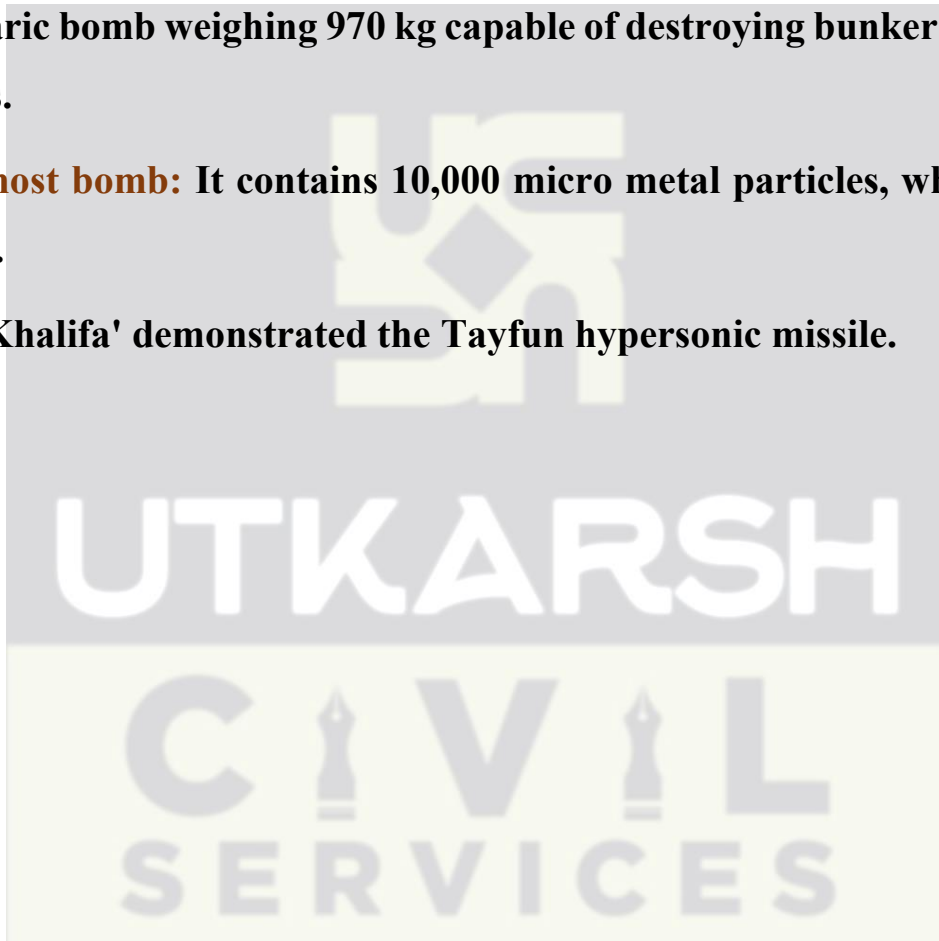 aric bomb weighing 970 kg capable of destroying bunker
.
host bomb: It contains 10,000 micro metal particles, wh
.
Khalifa' demonstrated the Tayfun hypersonic missile.
UTKARSH
CIVIL
SERVICES